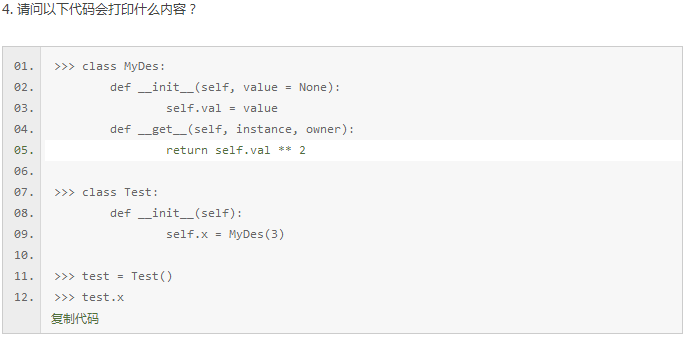 4. 请问以下代码会打印什么内容？
01. >>> class MyDes:
02.         def __init__(self, value = None):
03.                 self.val = value
04.         def __get__(self, instance, owner):
05.                 return self.val ** 2
06.
07. >>> class Test:
08.         def __init__(self):
09.                 self.x = MyDes(3)
10.
11. >>> test = Test()
12. >>> test.x
复制代码